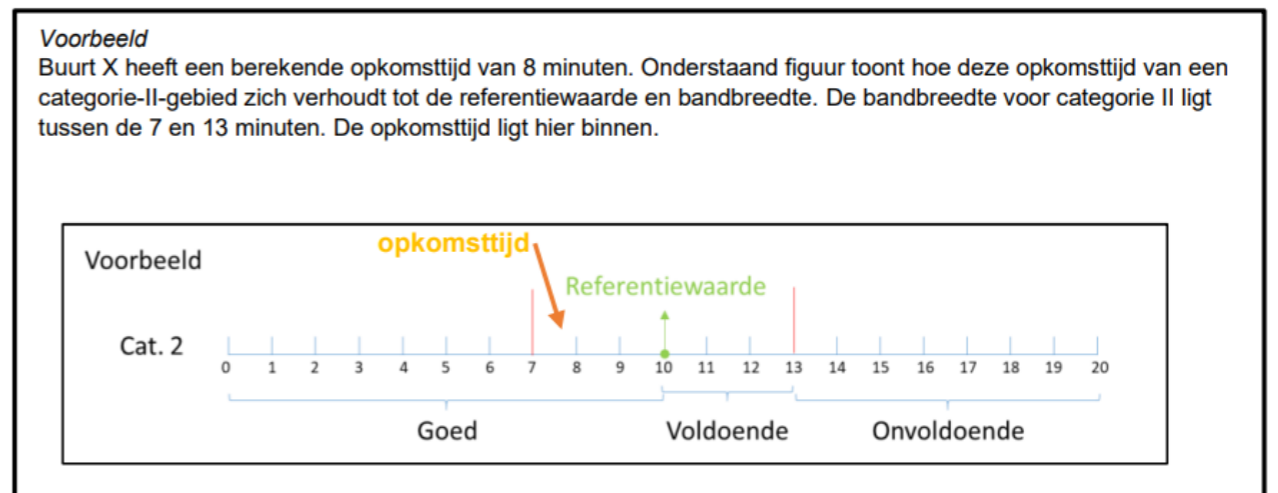 Voorbeeld
Buurt X heeft een berekende opkomsttijd van 8 minuten. Onderstaand figuur toont hoe deze opkomsttijd van een
categorie-II-gebied zich verhoudt tot de referentiewaarde en bandbreedte. De bandbreedte voor categorie II ligt
tussen de 7 en 13 minuten. De opkomsttijd ligt hier binnen.
opkomsttijd
Voorbeeld
Referentiewaarde
Cat. 2
0 1 2 3 4 5 6 7 8 9 10 11 12 13 14 15 16 17 18 19 20
Goed Voldoende Onvoldoende